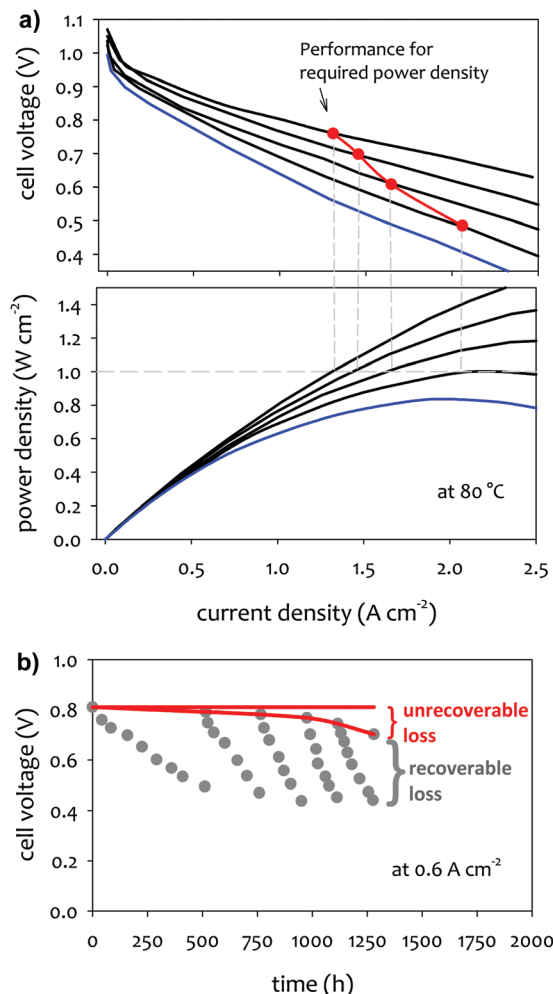 a)
1.1
1.0
0.9
0.8
0.7
0.6
0.5
0.4
cell voltage (V)
Performance for
required power density
1.4
1.2
1.0
0.8
0.6
0.4
0.2
0.0
power density (W cm-2)
at 80 °C
0.0 0.5 1.0 1.5 2.0 2.5
current density (A cm-2)
b)
1.0
0.8
0.6
0.4
0.2
0.0
cell voltage (V)
unrecoverable
loss
recoverable
loss
at 0.6 A cm-2
0 250 500 750 1000 1250 1500 1750 2000
time (h)